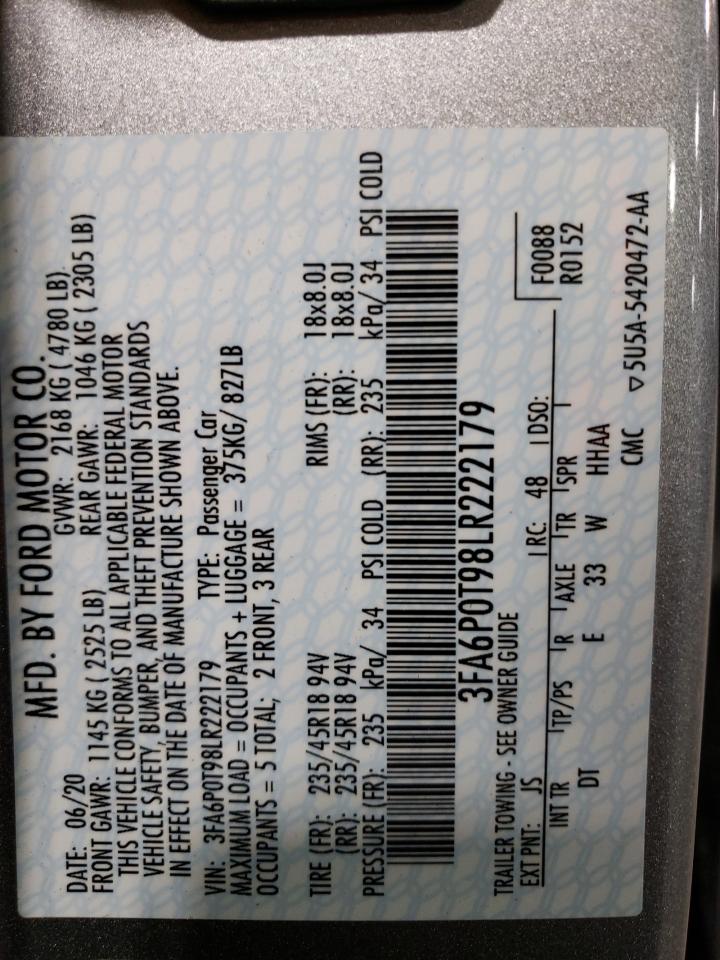 MFD. BY FORD MOTOR CO.
DATE: 06/20 GVWR: 2168 KG ( 4780 LB)
FRONT GAWR: 1145 KG ( 2525 LB) REAR GAWR: 1046 KG ( 2305 LB)
THIS VEHICLE CONFORMS TO ALL APPLICABLE FEDERAL MOTOR
VEHICLE SAFETY, BUMPER, AND THEFT PREVENTION STANDARDS
IN EFFECT ON THE DATE OF MANUFACTURE SHOWN ABOVE.
VIN: 3FA6P0T98LR222179 TYPE: Passenger Car
MAXIMUM LOAD = OCCUPANTS + LUGGAGE = 375KG/ 827LB
OCCUPANTS = 5 TOTAL; 2 FRONT, 3 REAR
TIRE (FR): 235/45R18 94V RIMS (FR): 18x8.0J
(RR): 235/45R18 94V (RR): 18x8.0J
PRESSURE (FR): 235 kPa/ 34 PSI COLD (RR): 235 kPa/ 34 PSI COLD
3FA6P0T98LR222179
TRAILER TOWING - SEE OWNER GUIDE F0088
EXT PNT: JS RC: 48 DSO: R0152
INT TR TP/PS R AXLE TR SPR
DT E 33 W HHAA
CMC ▽5U5A-5420472-AA